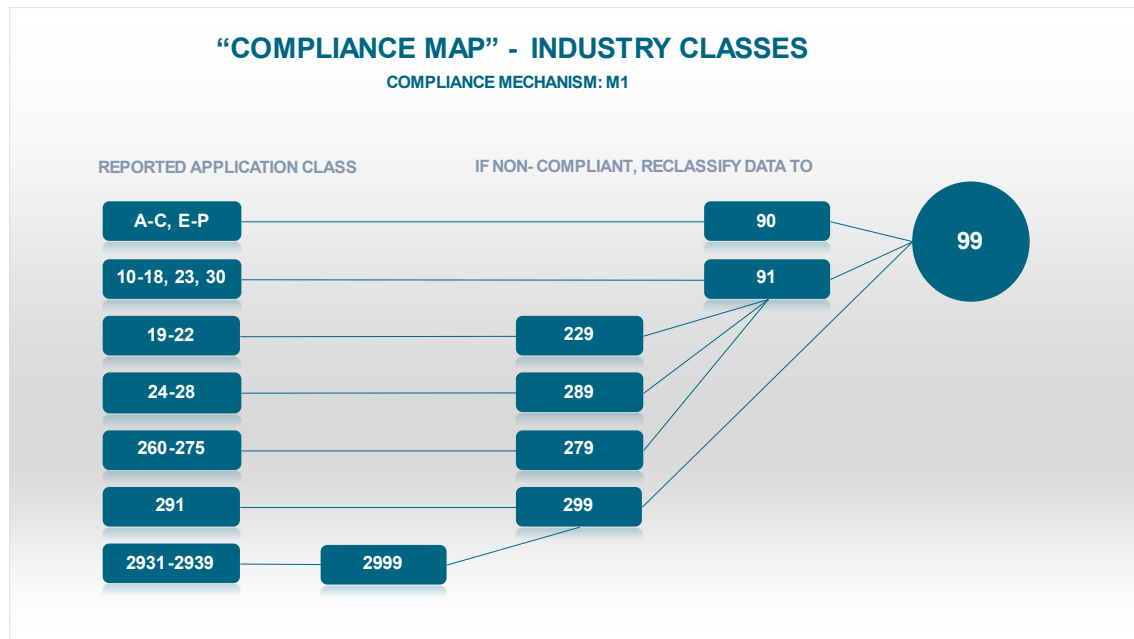 “COMPLIANCE MAP” - INDUSTRY CLASSES
COMPLIANCE MECHANISM: M1
REPORTED APPLICATION CLASS
IF NON- COMPLIANT, RECLASSIFY DATA TO
A-C, E-P
90
99
10-18, 23, 30
91
19-22
229
24-28
289
260-275
279
291
299
2931-2939
2999